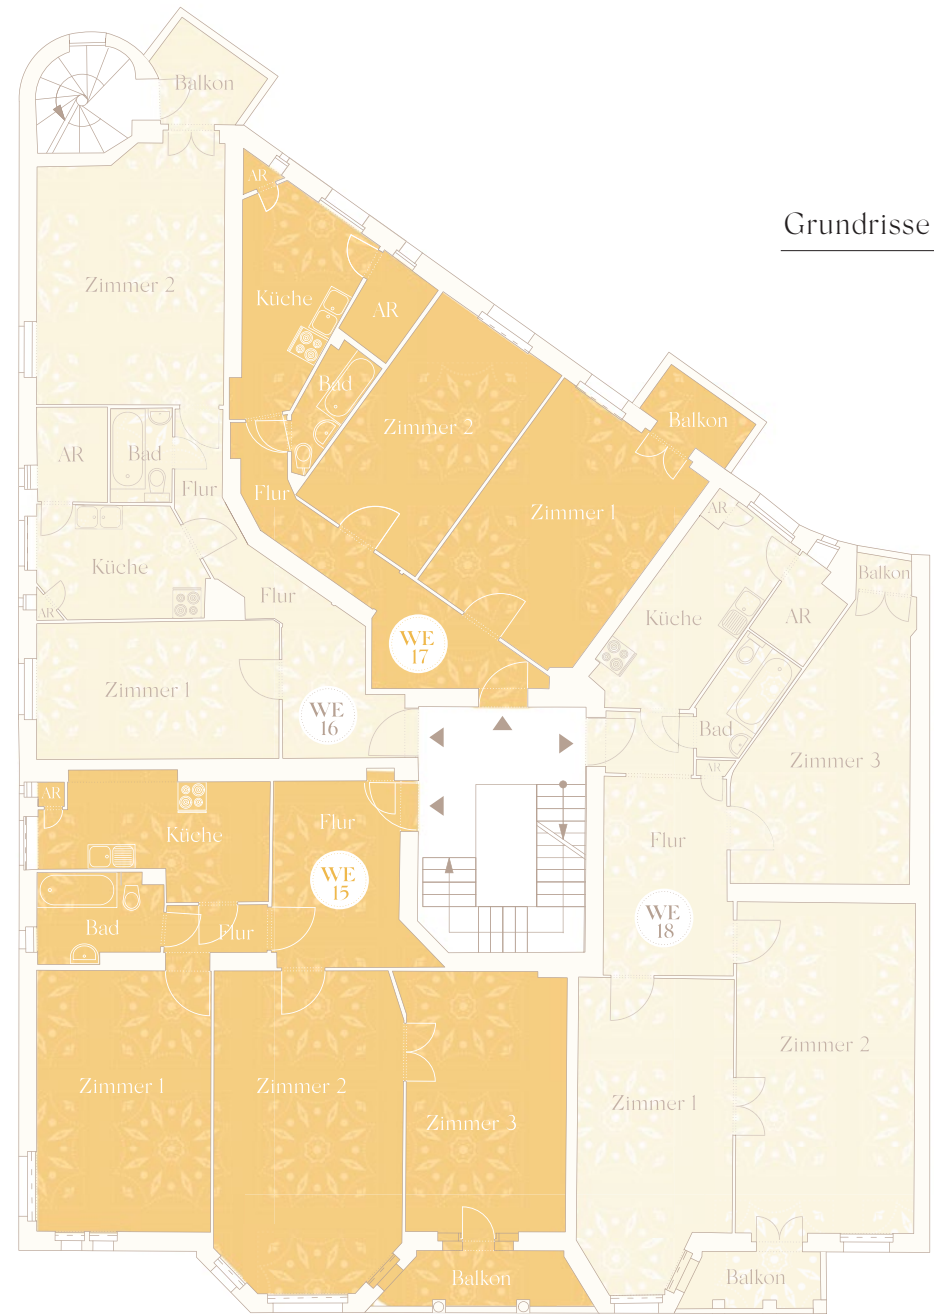 Balkon
AR
Grundrisse
Zimmer 2
Küche
AR
Bad
Zimmer 2
Balkon
AR
Bad
Flur
Flur
Zimmer 1
AR
Küche
Balkon
Flur
AR
Küche
AR
WE
17
Zimmer 1
WE
16
Bad
Zimmer 3
AR
AR
Küche
Flur
Flur
WE
15
WE
18
Bad
Flur
Zimmer 2
Zimmer 1
Zimmer 2
Zimmer 1
Zimmer 3
Balkon
Balkon